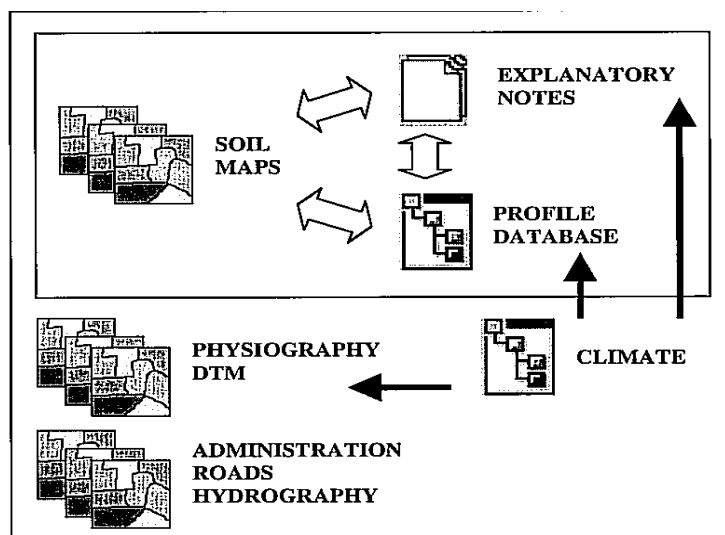 EXPLANATORY
NOTES
SOIL
MAPS
PROFILE
DATABASE
PHYSIOGRAPHY
DTM
CLIMATE
ADMINISTRATION
ROADS
HYDROGRAPHY